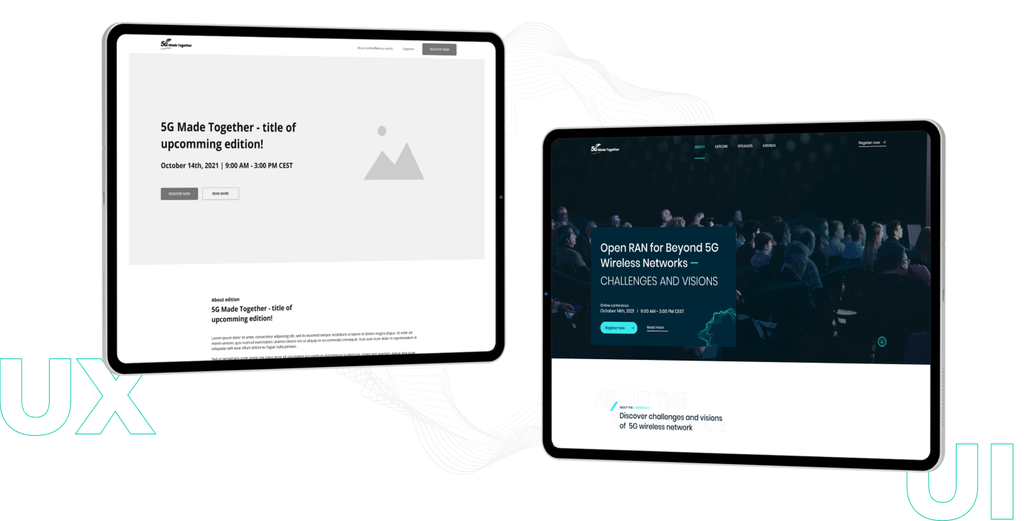 5G Made Together
REGISTER NOW
5G Made Together - title of
upcomming edition!
October 14th, 2021 | 9:00 AM - 3:00 PM CEST
REGISTER NOW
READ MORE
About edition
5G Made Together - title of
upcomming edition!
UX
5G Made Together
ABOUT
EXPLORE
SPEAKERS
AGENDA
Register now →
Open RAN for Beyond 5G
Wireless Networks —
CHALLENGES AND VISIONS
Online conference
October 14th, 2021 | 9:00 AM - 3:00 PM CEST
Register now →
Read more
ABOUT THE CONFERENCE
Discover challenges and visions
of 5G wireless network
UI